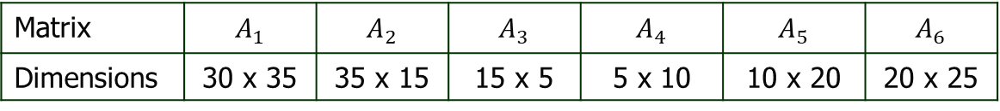 Matrix A₁ A₂ A₃ A₄ A₅ A₆
Dimensions 30 x 35 35 x 15 15 x 5 5 x 10 10 x 20 20 x 25